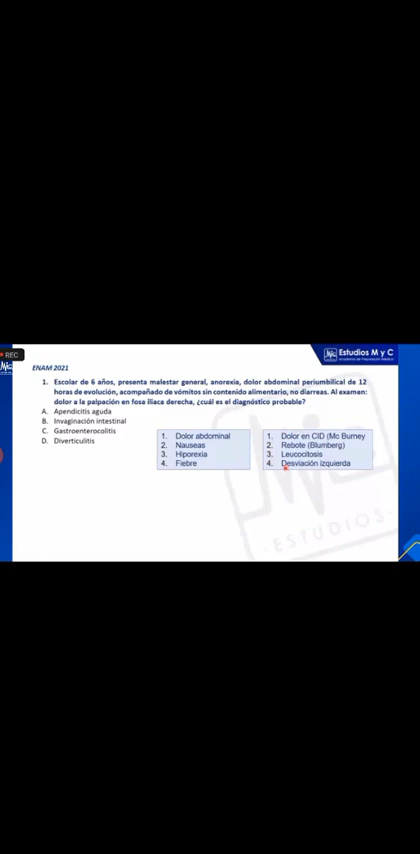 REC
Estudios M y C
ENAM 2021
1. Escolar de 6 años, presenta malestar general, anorexia, dolor abdominal periumbilical de 12
horas de evolución, acompañado de vómitos sin contenido alimentario, no diarreas. Al examen:
dolor a la palpación en fosa iliaca derecha, ¿cuál es el diagnóstico probable?
A. Apendicitis aguda
B. Invaginación intestinal
C. Gastroenterocolitis
D. Diverticulitis
1. Dolor abdominal
2. Nauseas
3. Hiporexia
4. Fiebre
1. Dolor en CID (Mc Burney
2. Rebote (Blumberg)
3. Leucocitosis
4. Desviación izquierda
·ESTUDIOS·